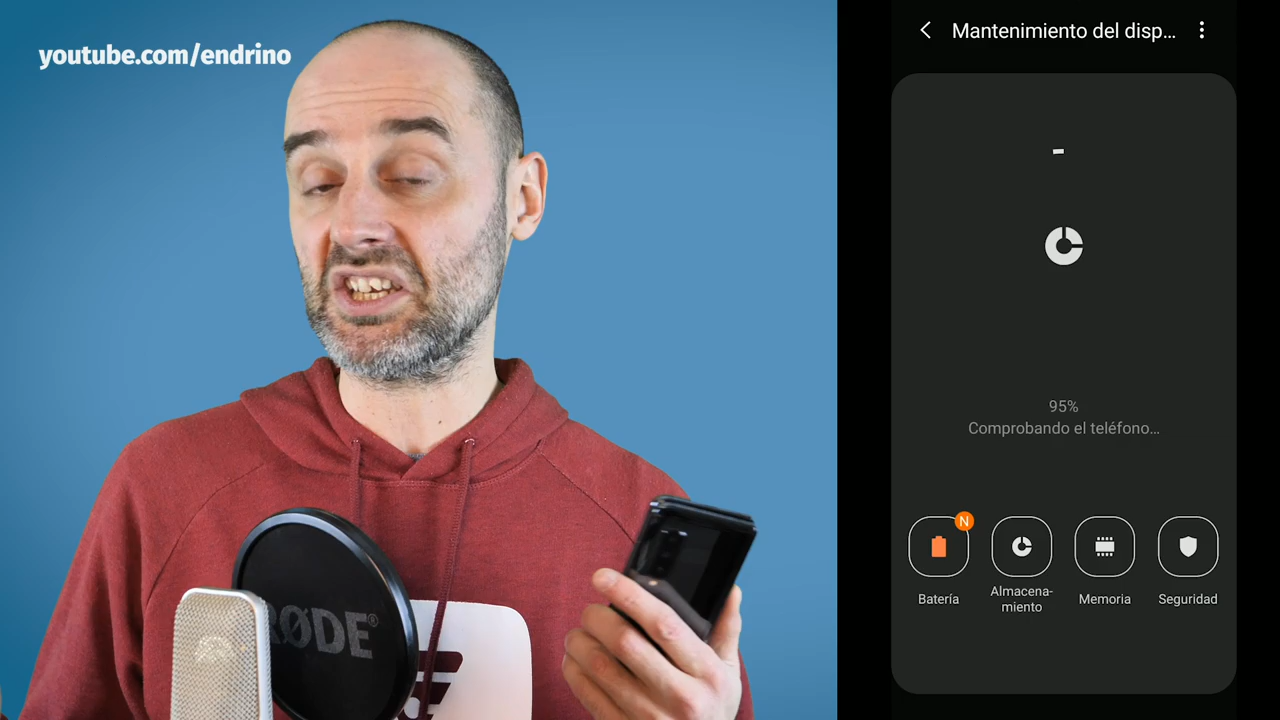 youtube.com/endrino
Mantenimiento del disp...
95%
Comprobando el teléfono...
N
Batería
Almacena-
miento
Memoria
Seguridad
RØDE®